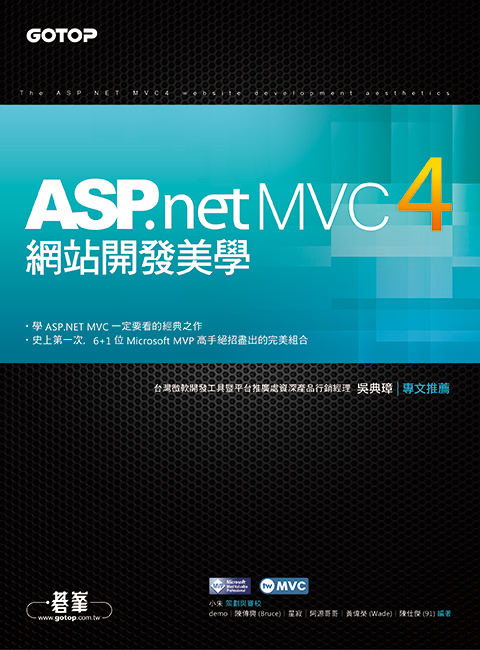 GOTOP
The ASP.NET MVC4 website development aesthetics
ASP.net MVC 4
網站開發美學
・學 ASP.NET MVC 一定要看的經典之作
・史上第一次，6+1 位 Microsoft MVP 高手絕招盡出的完美組合
台灣微軟開發工具暨平台推廣處資深產品行銷經理 吳典璋｜專文推薦
MVP Microsoft Most Valuable Professional
tw MVC
小朱 策劃與審校
demo｜陳傳興 (Bruce)｜星寂｜阿源哥哥｜黃偉榮 (Wade)｜陳仕傑 (91) 編著
碁峯
www.gotop.com.tw